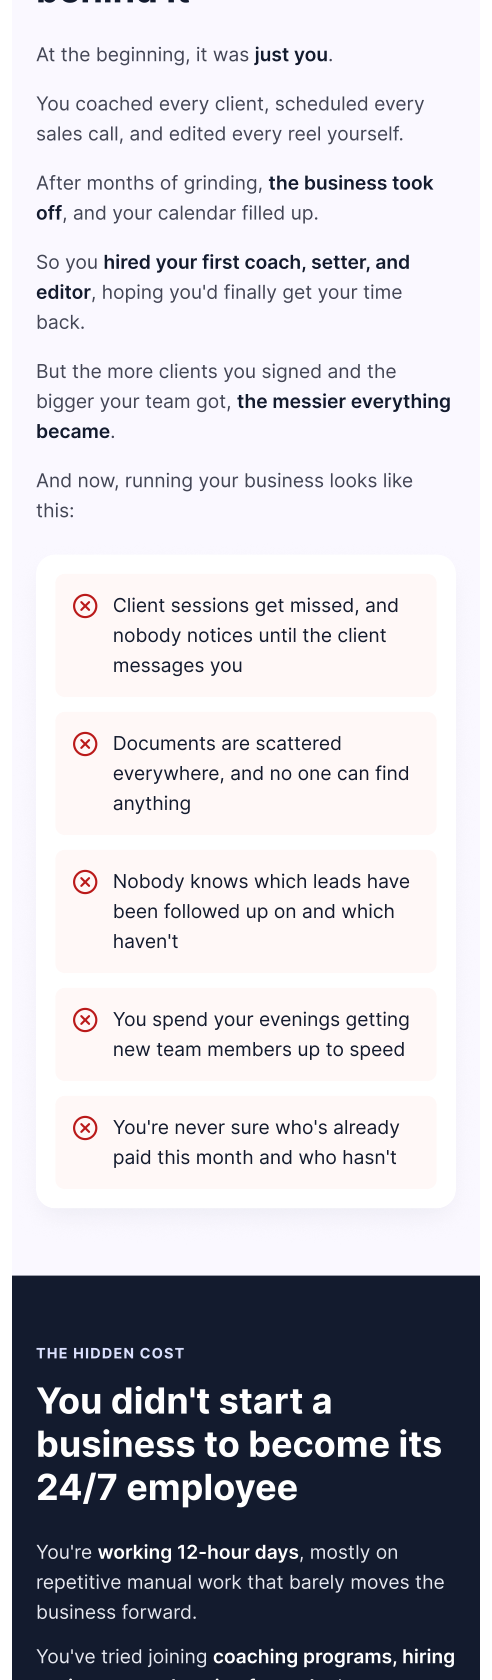 At the beginning, it was just you.
You coached every client, scheduled every
sales call, and edited every reel yourself.
After months of grinding, the business took
off, and your calendar filled up.
So you hired your first coach, setter, and
editor, hoping you'd finally get your time
back.
But the more clients you signed and the
bigger your team got, the messier everything
became.
And now, running your business looks like
this:
Client sessions get missed, and
nobody notices until the client
messages you
Documents are scattered
everywhere, and no one can find
anything
Nobody knows which leads have
been followed up on and which
haven't
You spend your evenings getting
new team members up to speed
You're never sure who's already
paid this month and who hasn't
THE HIDDEN COST
You didn't start a
business to become its
24/7 employee
You're working 12-hour days, mostly on
repetitive manual work that barely moves the
business forward.
You've tried joining coaching programs, hiring